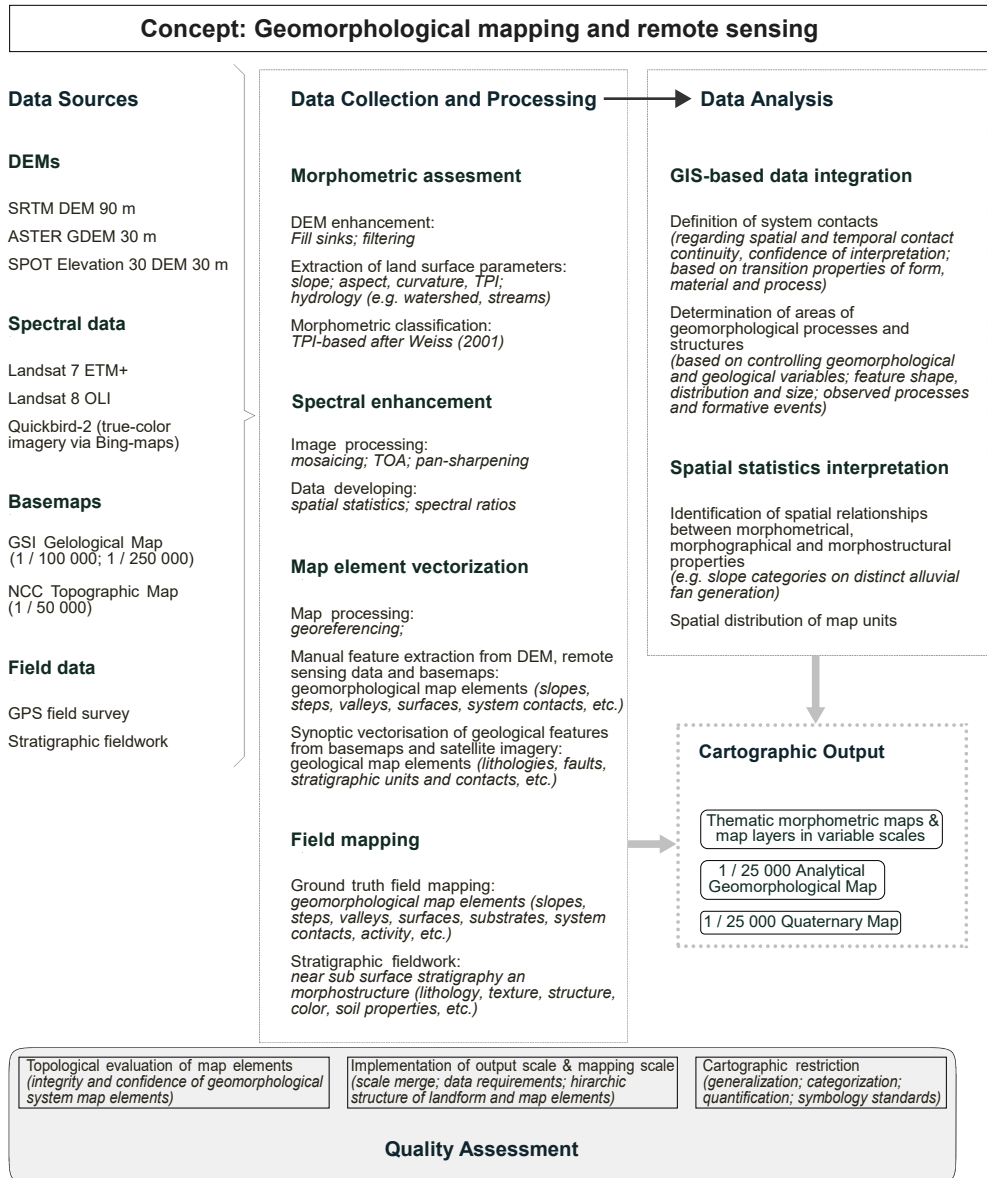 Concept: Geomorphological mapping and remote sensing
Data Sources
DEMs
SRTM DEM 90 m
ASTER GDEM 30 m
SPOT Elevation 30 DEM 30 m
Spectral data
Landsat 7 ETM+
Landsat 8 OLI
Quickbird-2 (true-color
imagery via Bing-maps)
Basemaps
GSI Gelological Map
(1 / 100 000; 1 / 250 000)
NCC Topographic Map
(1 / 50 000)
Field data
GPS field survey
Stratigraphic fieldwork
Data Collection and Processing
Morphometric assesment
DEM enhancement:
Fill sinks; filtering
Extraction of land surface parameters:
slope; aspect, curvature, TPI;
hydrology (e.g. watershed, streams)
Morphometric classification:
TPI-based after Weiss (2001)
Spectral enhancement
Image processing:
mosaicing; TOA; pan-sharpening
Data developing:
spatial statistics; spectral ratios
Map element vectorization
Map processing:
georeferencing;
Manual feature extraction from DEM, remote
sensing data and basemaps:
geomorphological map elements (slopes,
steps, valleys, surfaces, system contacts, etc.)
Synoptic vectorisation of geological features
from basemaps and satellite imagery:
geological map elements (lithologies, faults,
stratigraphic units and contacts, etc.)
Field mapping
Ground truth field mapping:
geomorphological map elements (slopes,
steps, valleys, surfaces, substrates, system
contacts, activity, etc.)
Stratigraphic fieldwork:
near sub surface stratigraphy an
morphostructure (lithology, texture, structure,
color, soil properties, etc.)
Data Analysis
GIS-based data integration
Definition of system contacts
(regarding spatial and temporal contact
continuity, confidence of interpretation;
based on transition properties of form,
material and process)
Determination of areas of
geomorphological processes and
structures
(based on controlling geomorphological
and geological variables; feature shape,
distribution and size; observed processes
and formative events)
Spatial statistics interpretation
Identification of spatial relationships
between morphometrical,
morphographical and morphostructural
properties
(e.g. slope categories on distinct alluvial
fan generation)
Spatial distribution of map units
Cartographic Output
Thematic morphometric maps &
map layers in variable scales
1 / 25 000 Analytical
Geomorphological Map
1 / 25 000 Quaternary Map
Topological evaluation of map elements
(integrity and confidence of geomorphological
system map elements)
Implementation of output scale & mapping scale
(scale merge; data requirements; hirarchic
structure of landform and map elements)
Cartographic restriction
(generalization; categorization;
quantification; symbology standards)
Quality Assessment